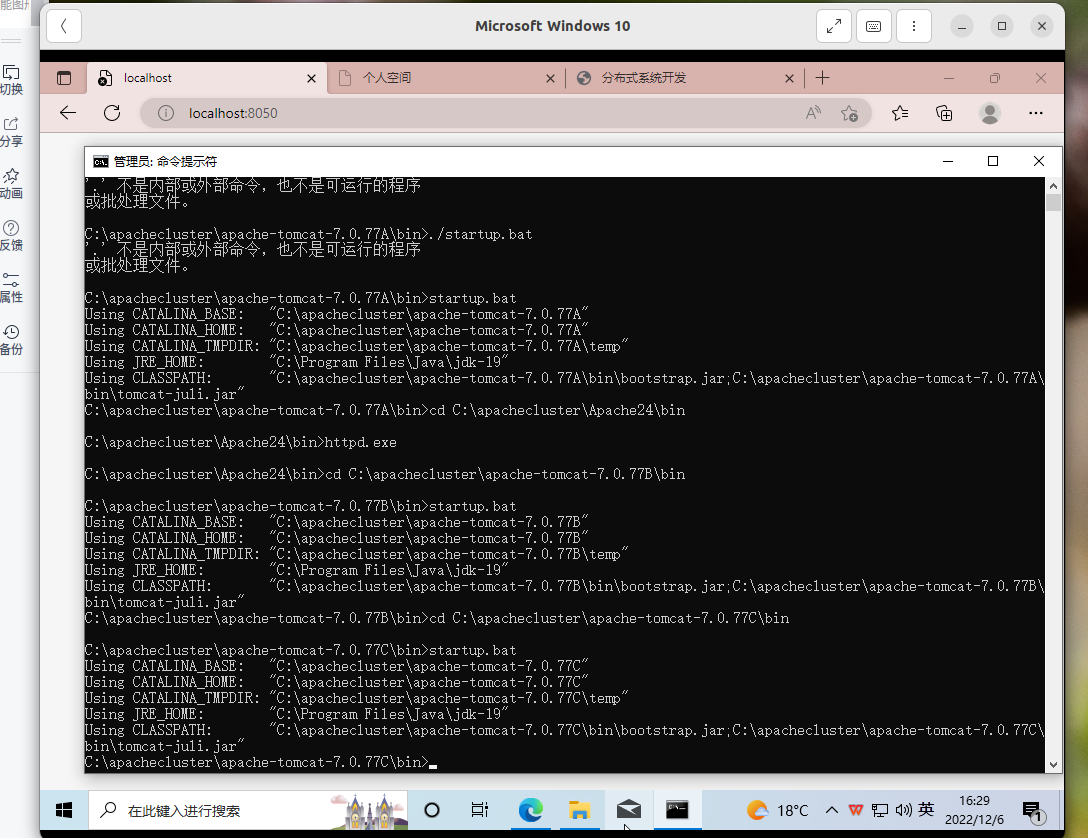 能图片
切换
分享
动画
反馈
属性
备份
Microsoft Windows 10
localhost
个人空间
分布式系统开发
localhost:8050
管理员: 命令提示符
'.' 不是内部或外部命令，也不是可运行的程序
或批处理文件。
C:\apachecluster\apache-tomcat-7.0.77A\bin>./startup.bat
'.' 不是内部或外部命令，也不是可运行的程序
或批处理文件。
C:\apachecluster\apache-tomcat-7.0.77A\bin>startup.bat
Using CATALINA_BASE:   "C:\apachecluster\apache-tomcat-7.0.77A"
Using CATALINA_HOME:   "C:\apachecluster\apache-tomcat-7.0.77A"
Using CATALINA_TMPDIR: "C:\apachecluster\apache-tomcat-7.0.77A\temp"
Using JRE_HOME:        "C:\Program Files\Java\jdk-19"
Using CLASSPATH:       "C:\apachecluster\apache-tomcat-7.0.77A\bin\bootstrap.jar;C:\apachecluster\apache-tomcat-7.0.77A\
bin\tomcat-juli.jar"
C:\apachecluster\apache-tomcat-7.0.77A\bin>cd C:\apachecluster\Apache24\bin
C:\apachecluster\Apache24\bin>httpd.exe
C:\apachecluster\Apache24\bin>cd C:\apachecluster\apache-tomcat-7.0.77B\bin
C:\apachecluster\apache-tomcat-7.0.77B\bin>startup.bat
Using CATALINA_BASE:   "C:\apachecluster\apache-tomcat-7.0.77B"
Using CATALINA_HOME:   "C:\apachecluster\apache-tomcat-7.0.77B"
Using CATALINA_TMPDIR: "C:\apachecluster\apache-tomcat-7.0.77B\temp"
Using JRE_HOME:        "C:\Program Files\Java\jdk-19"
Using CLASSPATH:       "C:\apachecluster\apache-tomcat-7.0.77B\bin\bootstrap.jar;C:\apachecluster\apache-tomcat-7.0.77B\
bin\tomcat-juli.jar"
C:\apachecluster\apache-tomcat-7.0.77B\bin>cd C:\apachecluster\apache-tomcat-7.0.77C\bin
C:\apachecluster\apache-tomcat-7.0.77C\bin>startup.bat
Using CATALINA_BASE:   "C:\apachecluster\apache-tomcat-7.0.77C"
Using CATALINA_HOME:   "C:\apachecluster\apache-tomcat-7.0.77C"
Using CATALINA_TMPDIR: "C:\apachecluster\apache-tomcat-7.0.77C\temp"
Using JRE_HOME:        "C:\Program Files\Java\jdk-19"
Using CLASSPATH:       "C:\apachecluster\apache-tomcat-7.0.77C\bin\bootstrap.jar;C:\apachecluster\apache-tomcat-7.0.77C\
bin\tomcat-juli.jar"
C:\apachecluster\apache-tomcat-7.0.77C\bin>
在此键入进行搜索
18°C
英
16:29
2022/12/6
1